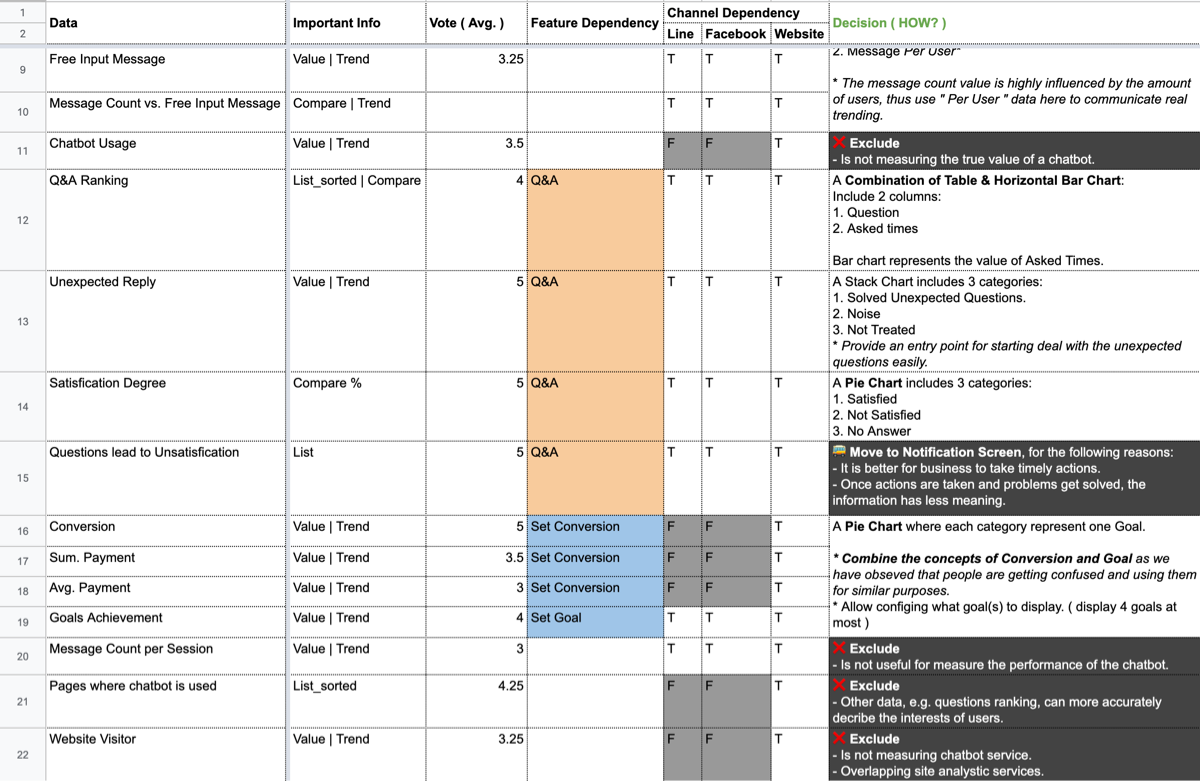 1
Data
Important Info
Vote ( Avg. )
Feature Dependency
Channel Dependency
Decision ( HOW? )
2
Line
Facebook
Website
9
Free Input Message
Value | Trend
3.25
T
T
T
2. Message Per User"
* The message count value is highly influenced by the amount
of users, thus use " Per User " data here to communicate real
trending.
10
Message Count vs. Free Input Message
Compare | Trend
T
T
T
11
Chatbot Usage
Value | Trend
3.5
F
F
T
❌ Exclude
- Is not measuring the true value of a chatbot.
12
Q&A Ranking
List_sorted | Compare
4
Q&A
T
T
T
A Combination of Table & Horizontal Bar Chart:
Include 2 columns:
1. Question
2. Asked times
Bar chart represents the value of Asked Times.
13
Unexpected Reply
Value | Trend
5
Q&A
T
T
T
A Stack Chart includes 3 categories:
1. Solved Unexpected Questions.
2. Noise
3. Not Treated
* Provide an entry point for starting deal with the unexpected
questions easily.
14
Satisfication Degree
Compare %
5
Q&A
T
T
T
A Pie Chart includes 3 categories:
1. Satisfied
2. Not Satisfied
3. No Answer
15
Questions lead to Unsatisfication
List
5
Q&A
T
T
T
Move to Notification Screen, for the following reasons:
- It is better for business to take timely actions.
- Once actions are taken and problems get solved, the
information has less meaning.
16
Conversion
Value | Trend
5
Set Conversion
F
F
T
A Pie Chart where each category represent one Goal.
17
Sum. Payment
Value | Trend
3.5
Set Conversion
F
F
T
* Combine the concepts of Conversion and Goal as we
have obseved that people are getting confused and using them
for similar purposes.
* Allow configing what goal(s) to display. ( display 4 goals at
most )
18
Avg. Payment
Value | Trend
3
Set Conversion
F
F
T
19
Goals Achievement
Value | Trend
4
Set Goal
T
T
T
20
Message Count per Session
Value | Trend
3
T
T
T
❌ Exclude
- Is not useful for measure the performance of the chatbot.
21
Pages where chatbot is used
List_sorted
4.25
F
F
T
❌ Exclude
- Other data, e.g. questions ranking, can more accurately
decribe the interests of users.
22
Website Visitor
Value | Trend
3.25
F
F
T
❌ Exclude
- Is not measuring chatbot service.
- Overlapping site analystic services.